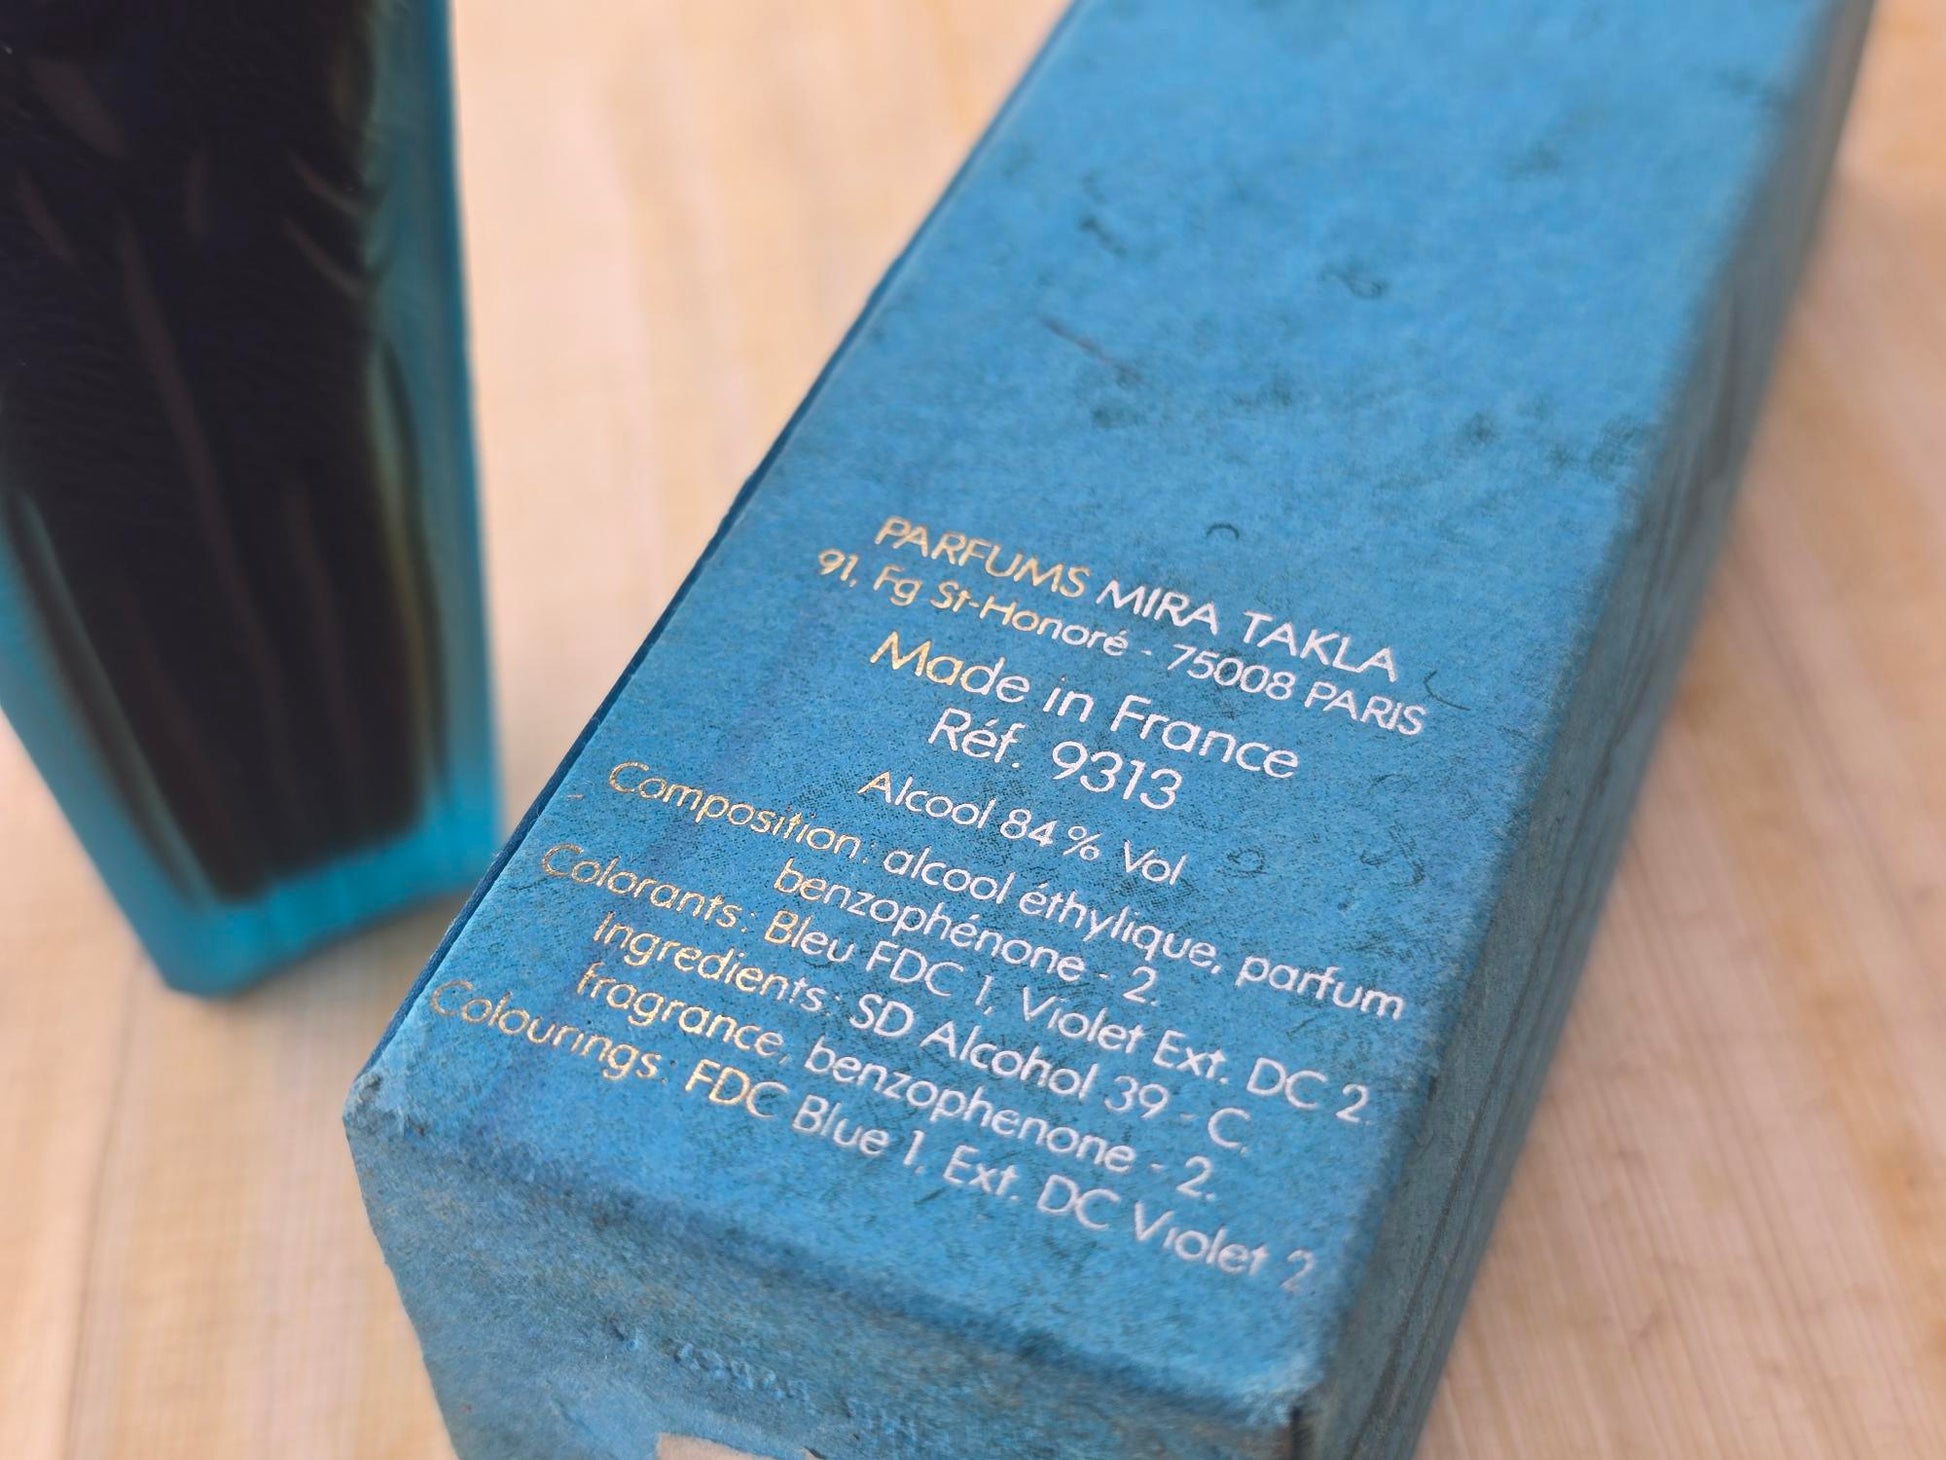 PARFUMS MIRA TAKLA
91, Fg St-Honoré - 75008 PARIS
Made in France
Réf. 9313
Alcool 84% Vol
Composition: alcool éthylique, parfum
benzophénone - 2.
Colorants: Bleu FDC 1, Violet Ext. DC 2.
Ingredients: SD Alcohol 39 - C.
fragrance, benzophenone - 2.
Colourings: FDC Blue 1. Ext. DC Violet 2